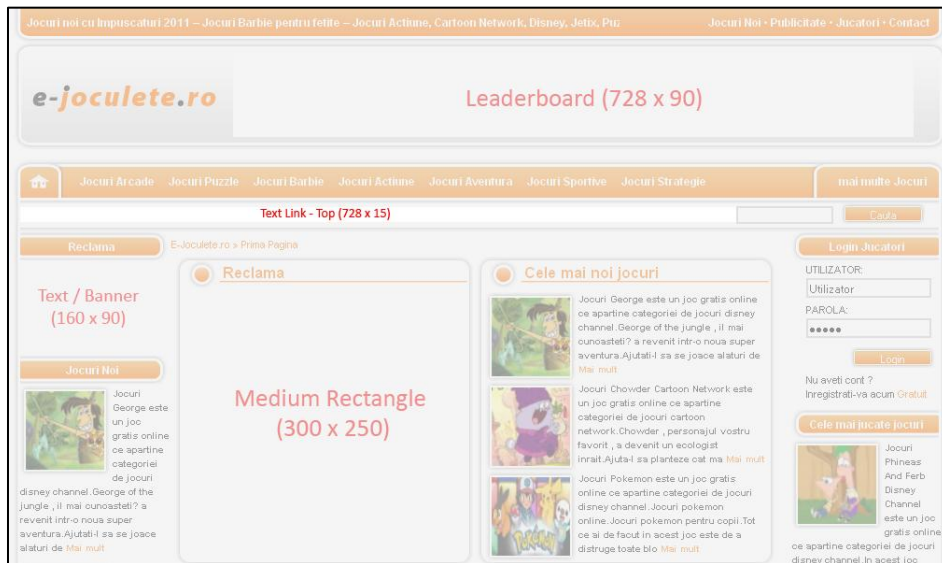 Jocuri noi cu Impuscaturi 2011 – Jocuri Barbie pentru fetite – Jocuri Actiune, Cartoon Network, Disney, Jetix, Puz
Jocuri Noi • Publicitate • Jucatori • Contact
e-joculete.ro
Leaderboard (728 x 90)
Jocuri Arcade Jocuri Puzzle Jocuri Barbie Jocuri Actiune Jocuri Aventura Jocuri Sportive Jocuri Strategie
mai multe Jocuri
Text Link - Top (728 x 15)
Cauta
Reclama
Text / Banner
(160 x 90)
Jocuri Noi
Jocuri
George este
un joc
gratis online
ce apartine
categoriei
de jocuri
disney channel.George of the
jungle , il mai cunoasteti? a
revenit intr-o noua super
aventura.Ajutati-l sa se joace
alaturi de Mai mult
E-Joculete.ro » Prima Pagina
Reclama
Medium Rectangle
(300 x 250)
Cele mai noi jocuri
Jocuri George este un joc gratis online
ce apartine categoriei de jocuri disney
channel.George of the jungle , il mai
cunoasteti? a revenit intr-o noua super
aventura.Ajutati-l sa se joace alaturi de
Mai mult
Jocuri Chowder Cartoon Network este
un joc gratis online ce apartine
categoriei de jocuri cartoon
network.Chowder , personajul vostru
favorit , a devenit un ecologist
inrait.Ajuta-l sa planteze cat ma Mai mult
POKéMON
Jocuri Pokemon este un joc gratis
online ce apartine categoriei de jocuri
disney channel.Jocuri pokemon
online.Jocuri pokemon pentru copii.Tot
ce ai de facut in acest joc este de a
distruge toate blo Mai mult
Login Jucatori
UTILIZATOR:
Utilizator
PAROLA:
Login
Nu aveti cont ?
Inregistrati-va acum Gratuit
Cele mai jucate jocuri
Jocuri
Phineas
And Ferb
Disney
Channel
este un joc
gratis online
ce apartine categoriei de jocuri
disney channel.In acest joc